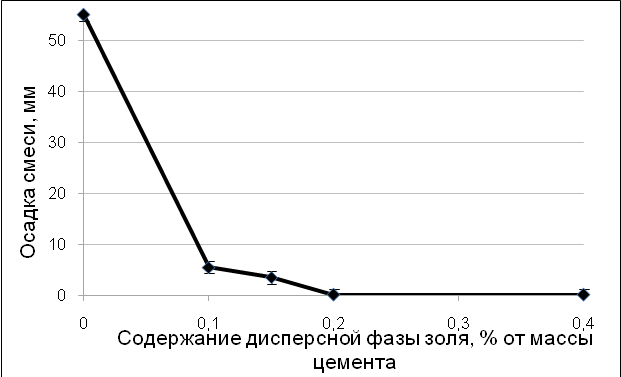 50
40
30
20
10
0
Осадка смеси, мм
0 0,1 0,2 0,3 0,4
Содержание дисперсной фазы золя, % от массы
цемента